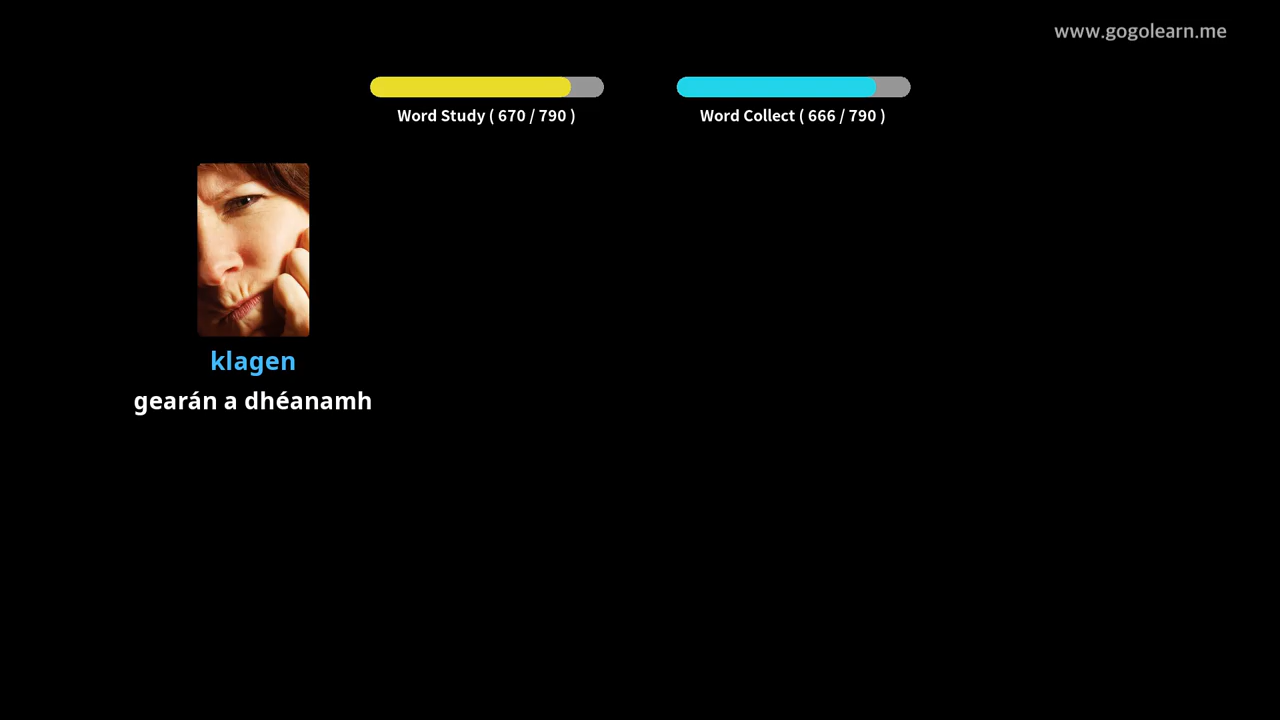 www.gogolearn.me
Word Study ( 670 / 790 )
Word Collect ( 666 / 790 )
klagen
gearán a dhéanamh